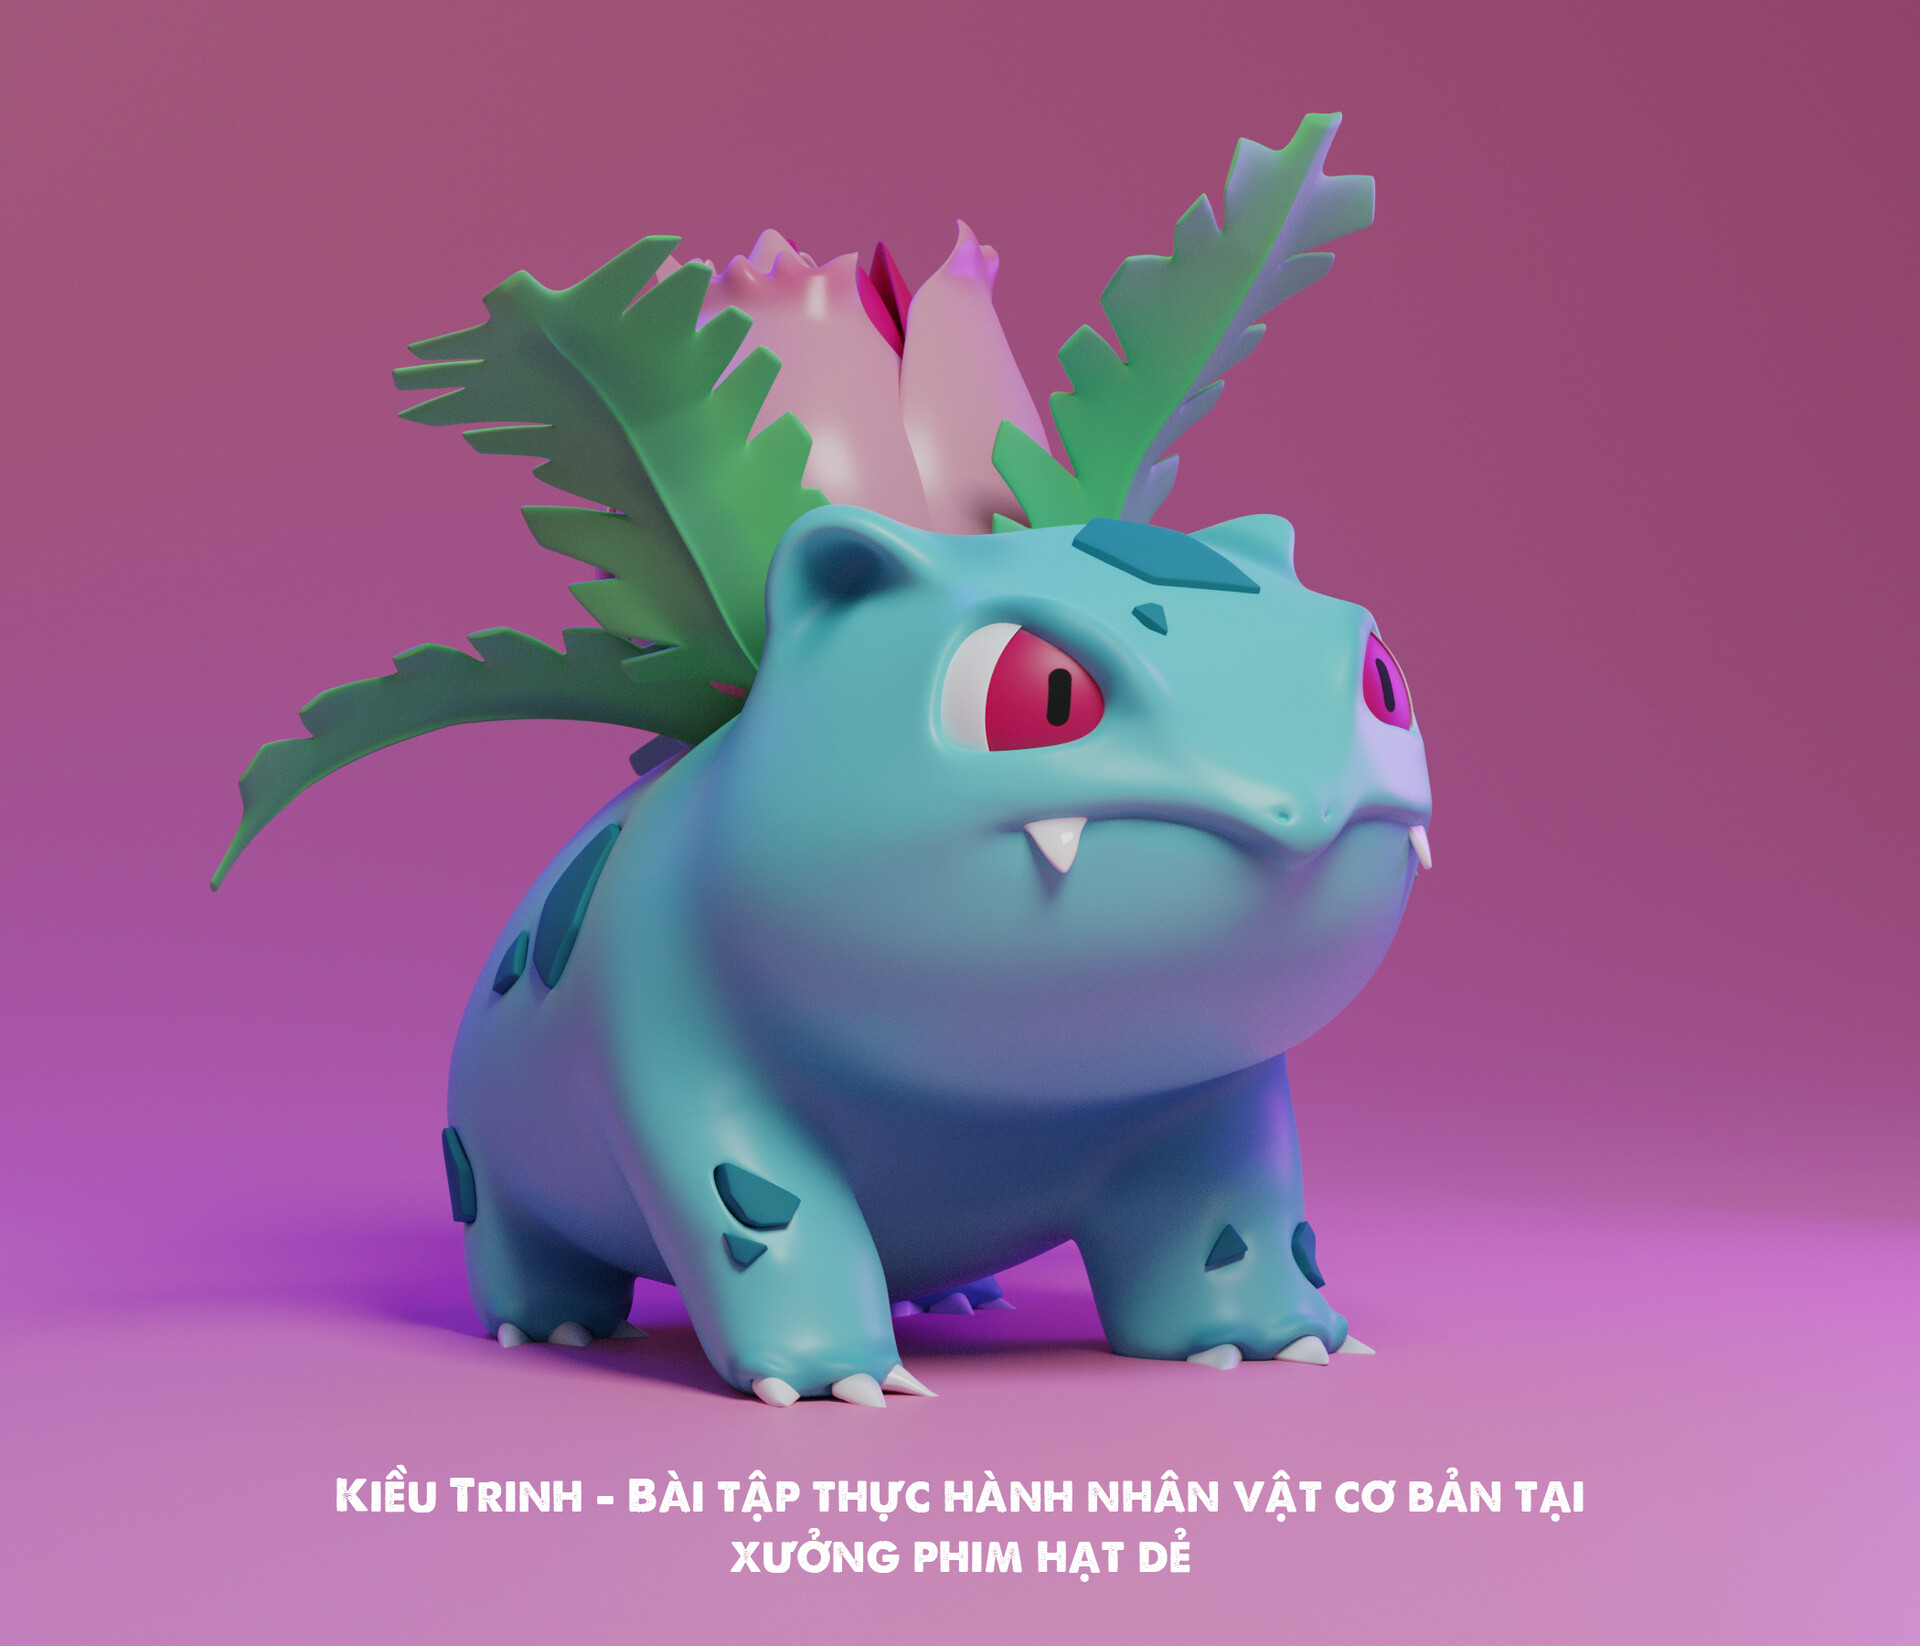 Kiều Trinh - Bài tập thực hành nhân vật cơ bản tại
xưởng phim hạt dẻ